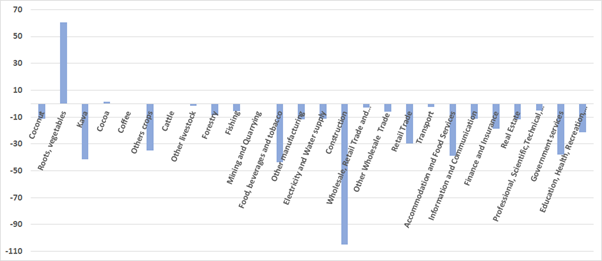 70
50
30
10
-10
-30
-50
-70
-90
-110
Coconut
Roots, vegetables
Kava
Cocoa
Coffee
Others crops
Cattle
Other livestock
Forestry
Fishing
Mining and Quarrying
Food, beverages and tobacco
Other manufacturing
Electricity and Water supply
Construction
Wholesale, Retail Trade and...
Other Wholesale Trade
Retail Trade
Transport
Accommodation and Food Services
Information and Communication
Finance and Insurance
Real Estate
Professional, Scientific,Technical,...
Government services
Education, Health, Recreation...